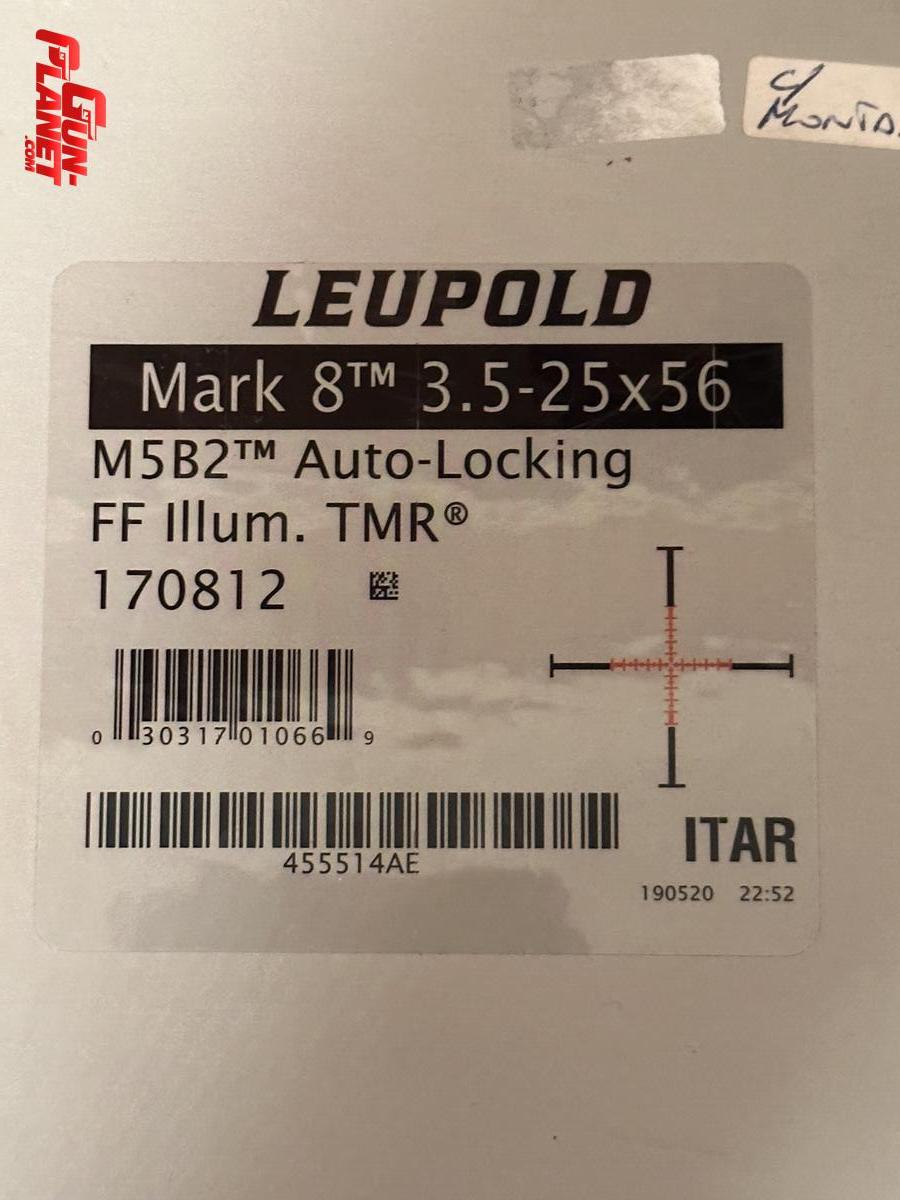 GUN-
PLANET
.COM
C/
MONTA
LEUPOLD
Mark 8™ 3.5-25x56
M5B2™ Auto-Locking
FF Illum. TMR®
170812
0 30317 01066 9
455514AE
ITAR
190520 22:52